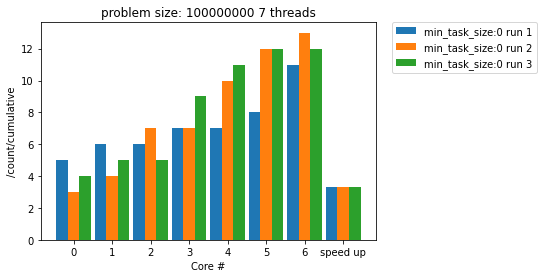 problem size: 100000000 7 threads
min_task_size:0 run 1
min_task_size:0 run 2
min_task_size:0 run 3
/count/cumulative
12
10
8
6
4
2
0
0 1 2 3 4 5 6 speed up
Core #